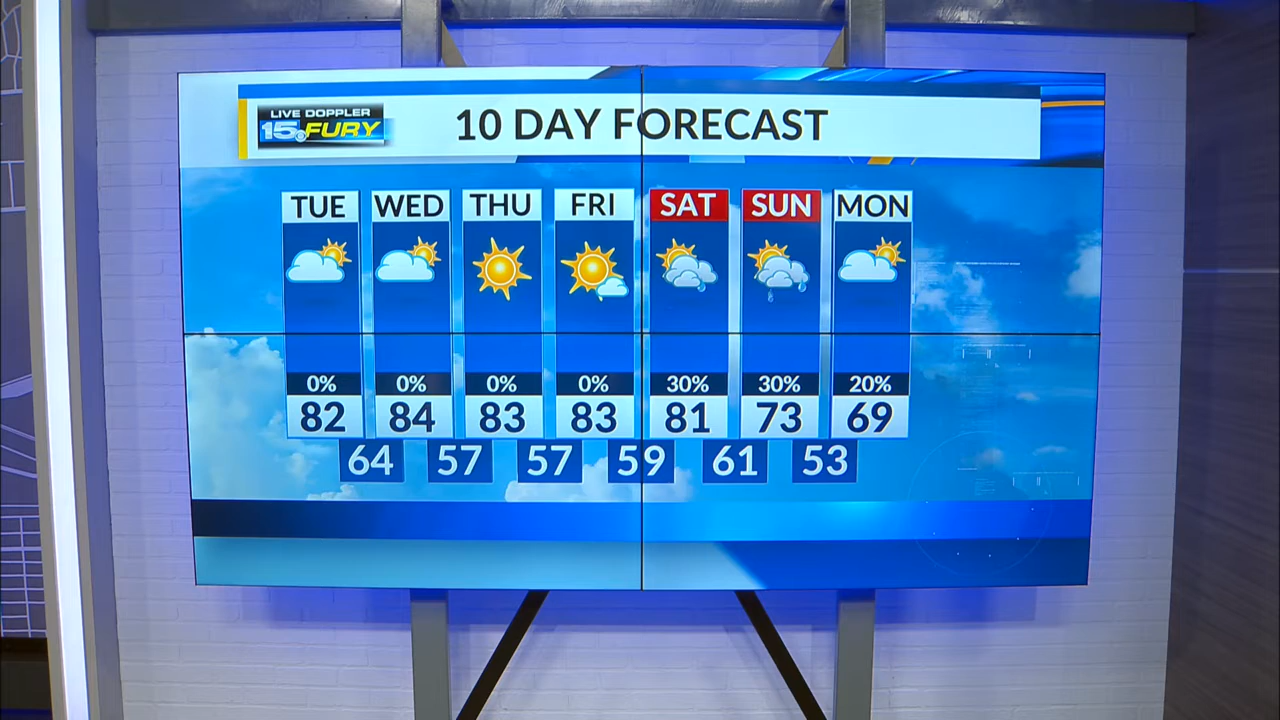 LIVE DOPPLER
15 FURY
10 DAY FORECAST
TUE WED THU FRI SAT SUN MON
0% 0% 0% 0% 30% 30% 20%
82 84 83 83 81 73 69
64 57 57 59 61 53